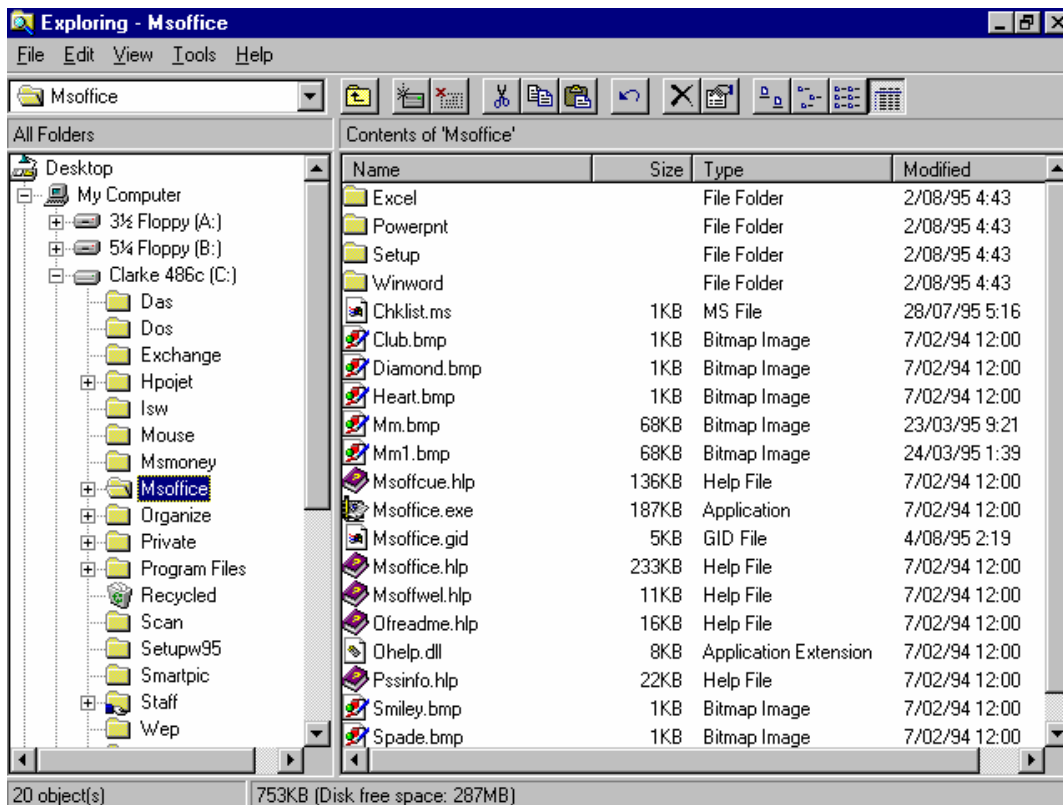 Exploring - Msoffice
File Edit View Tools Help
Msoffice
All Folders
Contents of 'Msoffice'
Desktop
My Computer
3½ Floppy (A:)
5¼ Floppy (B:)
Clarke 486c (C:)
Das
Dos
Exchange
Hpojet
Isw
Mouse
Msmoney
Msoffice
Organize
Private
Program Files
Recycled
Scan
Setupw95
Smartpic
Staff
Wep
Name Size Type Modified
Excel File Folder 2/08/95 4:43
Powerpnt File Folder 2/08/95 4:43
Setup File Folder 2/08/95 4:43
Winword File Folder 2/08/95 4:43
Chklist.ms 1KB MS File 28/07/95 5:16
Club.bmp 1KB Bitmap Image 7/02/94 12:00
Diamond.bmp 1KB Bitmap Image 7/02/94 12:00
Heart.bmp 1KB Bitmap Image 7/02/94 12:00
Mm.bmp 68KB Bitmap Image 23/03/95 9:21
Mm1.bmp 68KB Bitmap Image 24/03/95 1:39
Msoffcue.hlp 136KB Help File 7/02/94 12:00
Msoffice.exe 187KB Application 7/02/94 12:00
Msoffice.gid 5KB GID File 4/08/95 2:19
Msoffice.hlp 233KB Help File 7/02/94 12:00
Msoffwel.hlp 11KB Help File 7/02/94 12:00
Ofreadme.hlp 16KB Help File 7/02/94 12:00
Ohelp.dll 8KB Application Extension 7/02/94 12:00
Pssinfo.hlp 22KB Help File 7/02/94 12:00
Smiley.bmp 1KB Bitmap Image 7/02/94 12:00
Spade.bmp 1KB Bitmap Image 7/02/94 12:00
20 object(s) 753KB (Disk free space: 287MB)